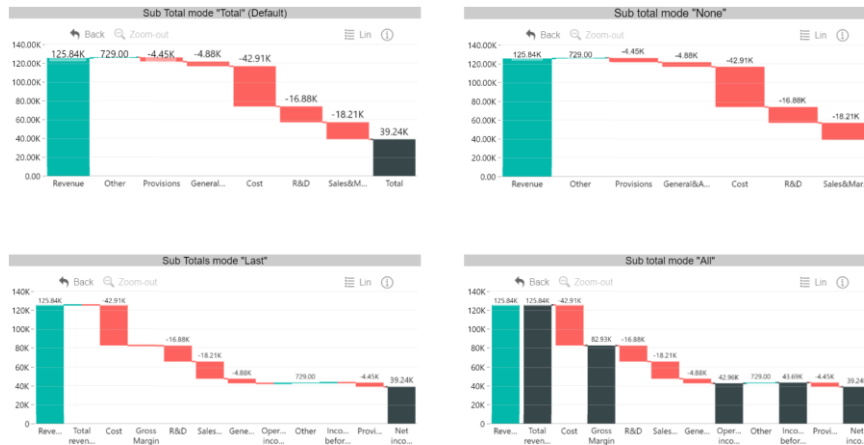 Sub Total mode "Total" (Default)
Back Zoom-out Lin
140.00K
120.00K
100.00K
80.00K
60.00K
40.00K
20.00K
0.00
125.84K 729.00 -4.45K -4.88K -42.91K -16.88K -18.21K 39.24K
Revenue Other Provisions General... Cost R&D Sales&M... Total
Sub total mode "None"
Back Zoom-out Lin
140.00K
120.00K
100.00K
80.00K
60.00K
40.00K
20.00K
0.00
125.84K 729.00 -4.45K -4.88K -42.91K -16.88K -18.21K
Revenue Other Provisions General&A... Cost R&D Sales&Mar...
Sub Totals mode "Last"
Back Zoom-out Lin
140K
120K
100K
80K
60K
40K
20K
0
125.84K -42.91K -16.88K -18.21K -4.88K 729.00 -4.45K 39.24K
Reve... Total Cost Gross R&D Sales... Gene... Oper... Other Inco... Provi... Net
reven... Margin inco... befor... inco...
Sub total mode "All"
Back Zoom-out Lin
140K
120K
100K
80K
60K
40K
20K
0
125.84K 125.84K -42.91K 82.93K -16.88K -18.21K -4.88K 42.96K 729.00 43.69K -4.45K 39.24K
Reve... Total Cost Gross R&D Sales... Gene... Oper... Other Inco... Provi... Net
reven... Margin inco... befor... inco...